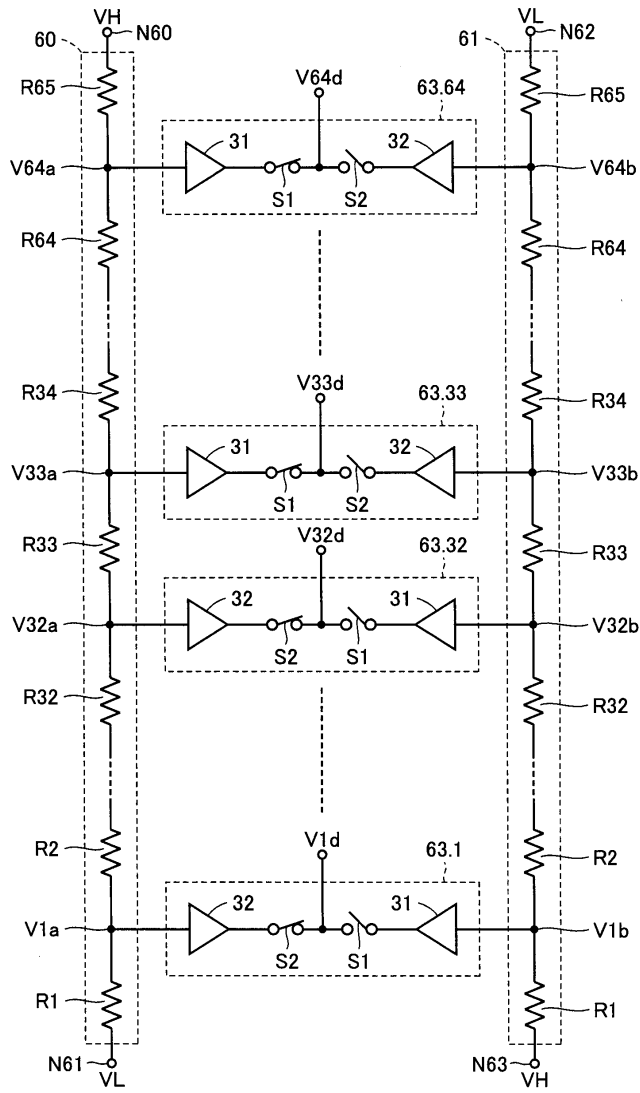 VH VL
60 N60 61 N62
R65 V64d 63.64 R65
V64a 31 32 V64b
S1 S2
R64 R64
R34 V33d 63.33 R34
V33a 31 32 V33b
S1 S2
R33 V32d 63.32 R33
V32a 32 31 V32b
S2 S1
R32 R32
R2 V1d 63.1 R2
V1a 32 31 V1b
S2 S1
R1 R1
N61 N63
VL VH